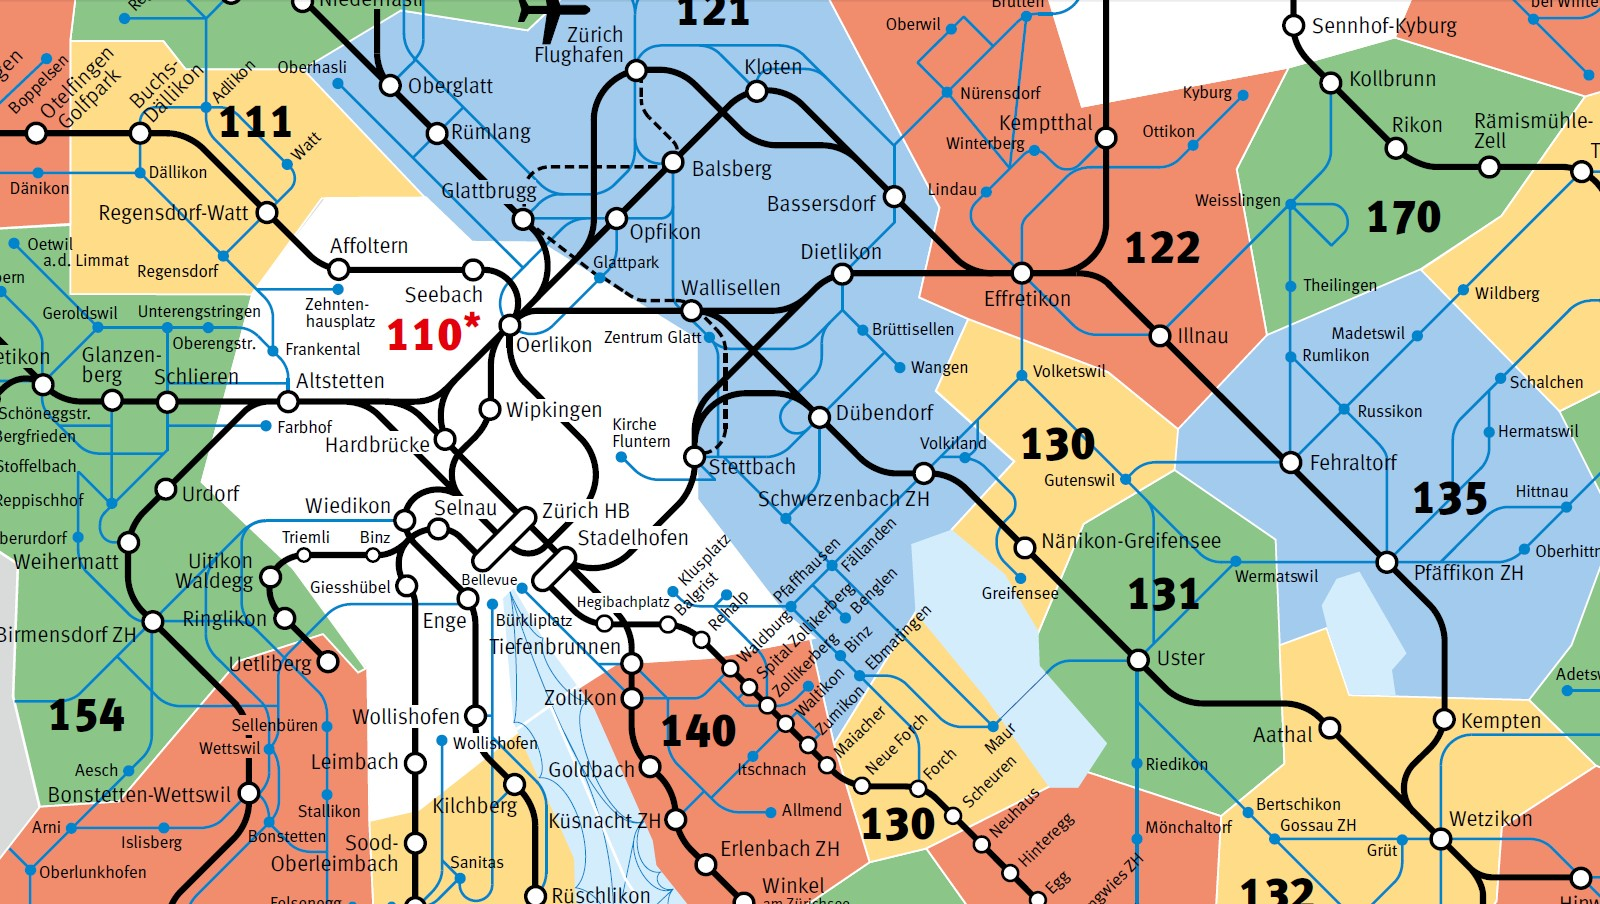 Niederhasli
121
Brütten
Oberwil
Sennhof-Kyburg
Zürich
Flughafen
Kloten
Oberhasli
Oberglatt
Boppelsen
Otelfingen
Golfpark
Buchs-
Dällikon
Adlikon
111
Rümlang
Nürensdorf
Kemptthal
Kyburg
Kollbrunn
Rikon
Rämismühle-
Zell
Winterberg
Ottikon
Watt
Dänikon
Dällikon
Glattbrugg
Balsberg
Bassersdorf
Lindau
Weisslingen
170
Regensdorf-Watt
Opfikon
Affoltern
Oetwil
a.d. Limmat
Regensdorf
Dietlikon
122
Glattpark
Seebach
Wallisellen
Effretikon
Theilingen
Wildberg
Zehnten-
hausplatz
110*
Geroldswil
Unterengstringen
Oberengstr.
Frankental
Oerlikon
Zentrum Glatt
Brüttisellen
Illnau
Madetswil
Rumlikon
Glanzen-
berg
Schlieren
Altstetten
Wangen
Volketswil
Schalchen
Schöneggstr.
Bergfrieden
Farbhof
Wipkingen
Kirche
Fluntern
Dübendorf
Russikon
Hardbrücke
Volkiland
130
Hermatswil
Stoffelbach
Stettbach
Fehraltorf
Reppischhof
Urdorf
Schwerzenbach ZH
Gutenswil
135
Hittnau
Wiedikon
Selnau
Zürich HB
Triemli
Binz
Stadelhofen
Weihermatt
Uitikon
Waldegg
Nänikon-Greifensee
Giesshübel
Bellevue
Klusplatz
Balgrist
Rehalp
Pfaffhausen
Fällanden
Benglen
Greifensee
131
Wermatswil
Pfäffikon ZH
Ringlikon
Enge
Bürkliplatz
Hegibachplatz
Birmensdorf ZH
Tiefenbrunnen
Waldburg
Spital Zollikerberg
Zollikerberg
Binz
Ebmatingen
Uetliberg
Uster
Zollikon
Waltikon
Zumikon
Maiacher
154
Sellenbüren
Wollishofen
Wollishofen
140
Neue Forch
Forch
Maur
Aathal
Kempten
Wettswil
Leimbach
Goldbach
Itschnach
Scheuren
Riedikon
Aesch
Bonstetten-Wettswil
Stallikon
Kilchberg
Küsnacht ZH
Allmend
130
Neuhaus
Hinteregg
Bertschikon
Gossau ZH
Wetzikon
Arni
Islisberg
Bonstetten
Sood-
Oberleimbach
Sanitas
Erlenbach ZH
Egg
Mönchaltorf
Grüt
Oberlunkhofen
Felsenegg
Rüschlikon
Winkel
am Zürichsee
132